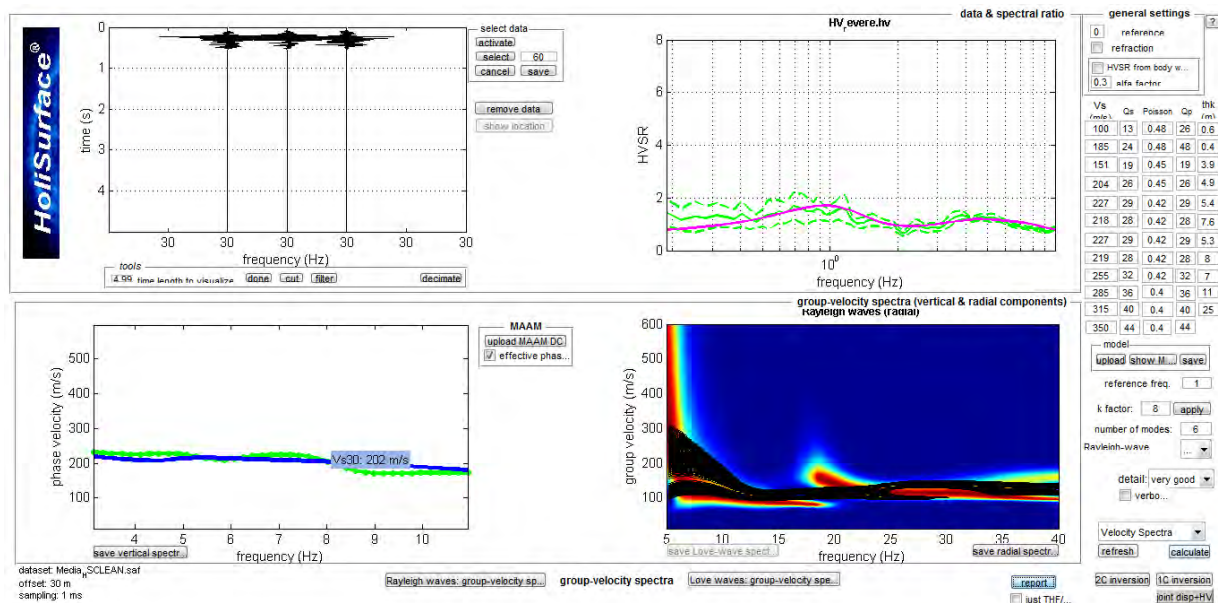 HoliSurface®
0
1
2
3
4
time (s)
30 30 30 30 30 30
frequency (Hz)
select data
activate
select 60
cancel save
remove data
show location
tools
4.99 time length to visualize done cut filter decimate
data & spectral ratio
HV_revere.hv
8
6
4
2
0
HVSR
10⁰
frequency (Hz)
general settings
?
0 reference
refraction
HVSR from body w...
0.3 alfa factor
Vs (m/s) Qs Poisson Qp thk (m)
100 13 0.48 26 0.6
185 24 0.48 48 0.4
151 19 0.45 19 3.9
204 26 0.45 26 4.9
227 29 0.42 29 5.4
218 28 0.42 28 7.6
227 29 0.42 29 5.3
219 28 0.42 28 8
255 32 0.42 32 7
285 36 0.4 36 11
315 40 0.4 40 25
350 44 0.4 44
model
upload show M... save
reference freq. 1
k factor: 8 apply
number of modes: 6
Rayleigh-wave ...
detail: very good
verbo...
Velocity Spectra
refresh calculate
2C inversion 1C inversion
joint disp+HV
group-velocity spectra (vertical & radial components)
500
400
300
200
100
phase velocity (m/s)
Vs30: 202 m/s
4 5 6 7 8 9 10
frequency (Hz)
save vertical spectr...
MAAM
upload MAAM DC
effective phas...
Rayleigh waves (radial)
600
500
400
300
200
100
group velocity (m/s)
5 10 15 20 25 30 35 40
frequency (Hz)
save Love-wave spect...
save radial spectr...
dataset: Media_HSCLEAN.saf
offset: 30 m
sampling: 1 ms
Rayleigh waves: group-velocity sp... group-velocity spectra Love waves: group-velocity spe...
report
just THF/...